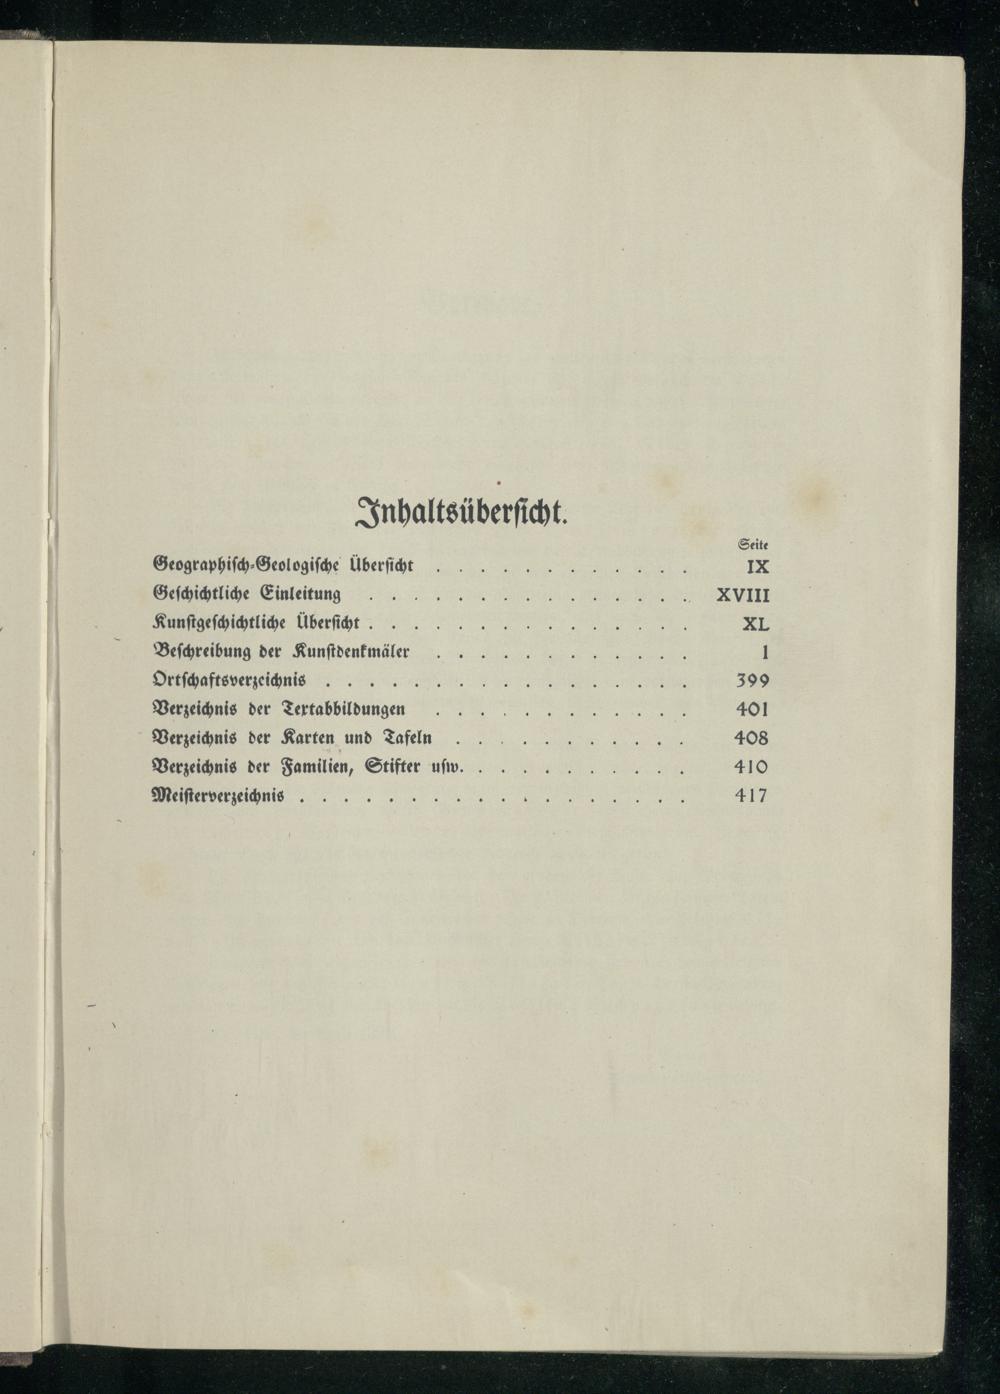 Inhaltsübersicht.
Seite
Geographisch-Geologische Übersicht . . . . . . . . . . . . IX
Geschichtliche Einleitung . . . . . . . . . . . . . . . XVIII
Kunstgeschichtliche Übersicht . . . . . . . . . . . . . . . XL
Beschreibung der Kunstdenkmäler . . . . . . . . . . . . 1
Ortschaftsverzeichnis . . . . . . . . . . . . . . . . . 399
Verzeichnis der Textabbildungen . . . . . . . . . . . . 401
Verzeichnis der Karten und Tafeln . . . . . . . . . . . 408
Verzeichnis der Familien, Stifter usw. . . . . . . . . . . 410
Meisterverzeichnis . . . . . . . . . . . . . . . . . . 417